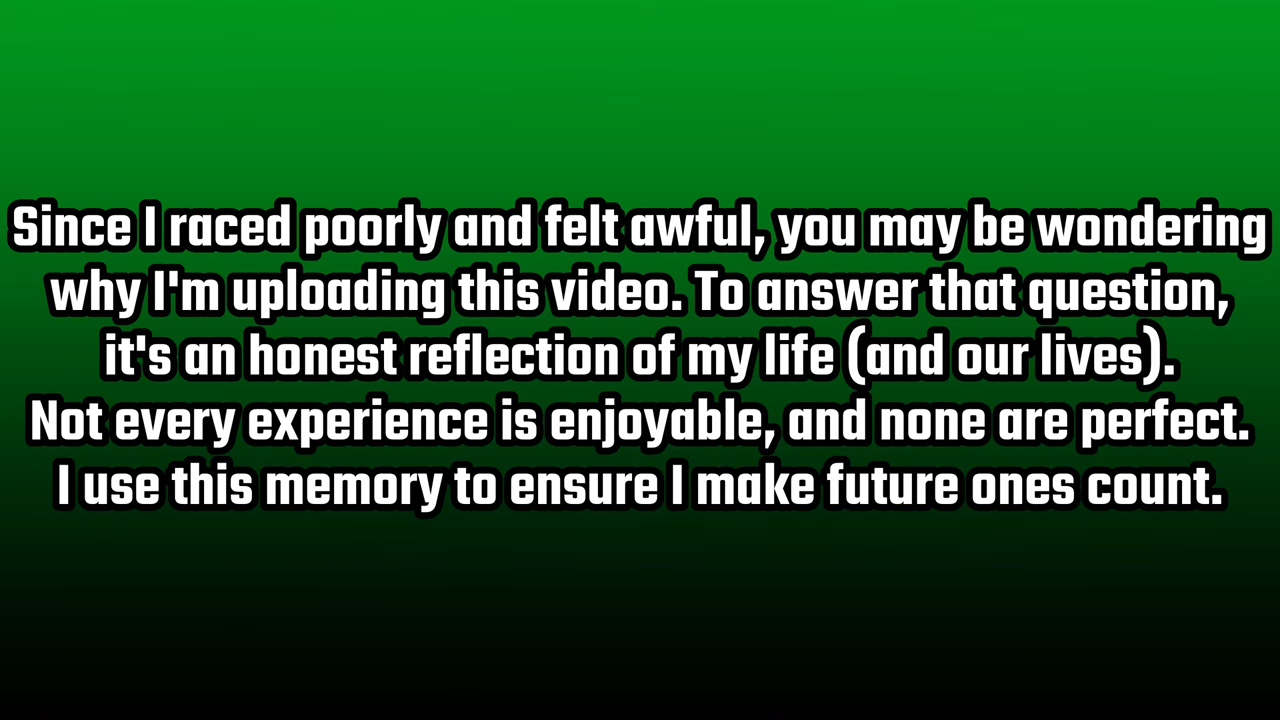 Since I raced poorly and felt awful, you may be wondering
why I'm uploading this video. To answer that question,
it's an honest reflection of my life (and our lives).
Not every experience is enjoyable, and none are perfect.
I use this memory to ensure I make future ones count.